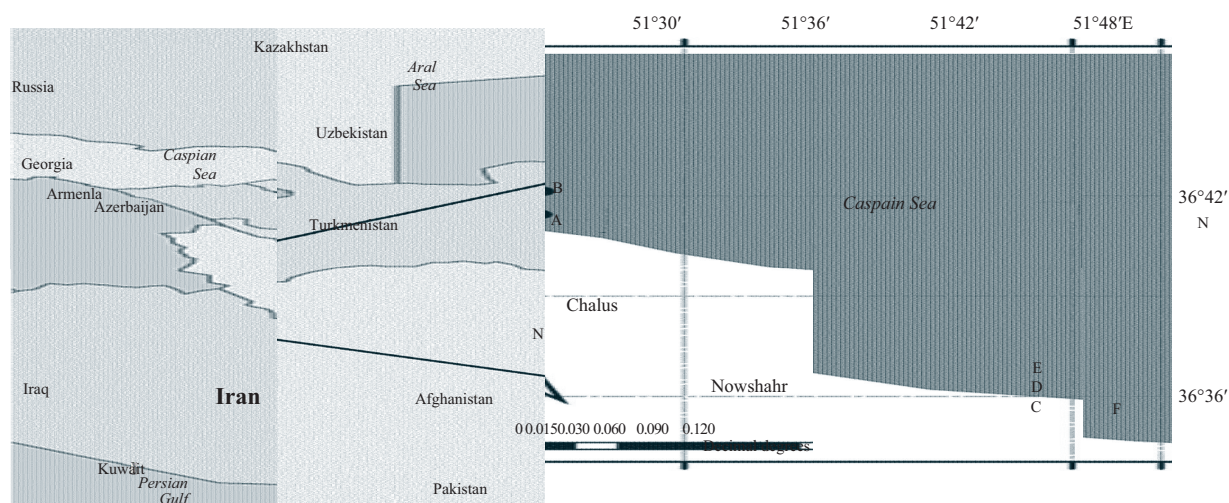 Kazakhstan
Aral
Sea
Russia
Uzbekistan
Georgia
Caspian
Sea
Armenla
Azerbaijan
Turkmenistan
Iraq
Iran
Afghanistan
Kuwait
Persian
Gulf
Pakistan
51°30′ 51°36′ 51°42′ 51°48′E
B
A
Caspain Sea
36°42′
N
Chalus
N
Nowshahr
E
D
C
F
36°36′
0 0.015 0.030 0.060 0.090 0.120
Decimal degrees